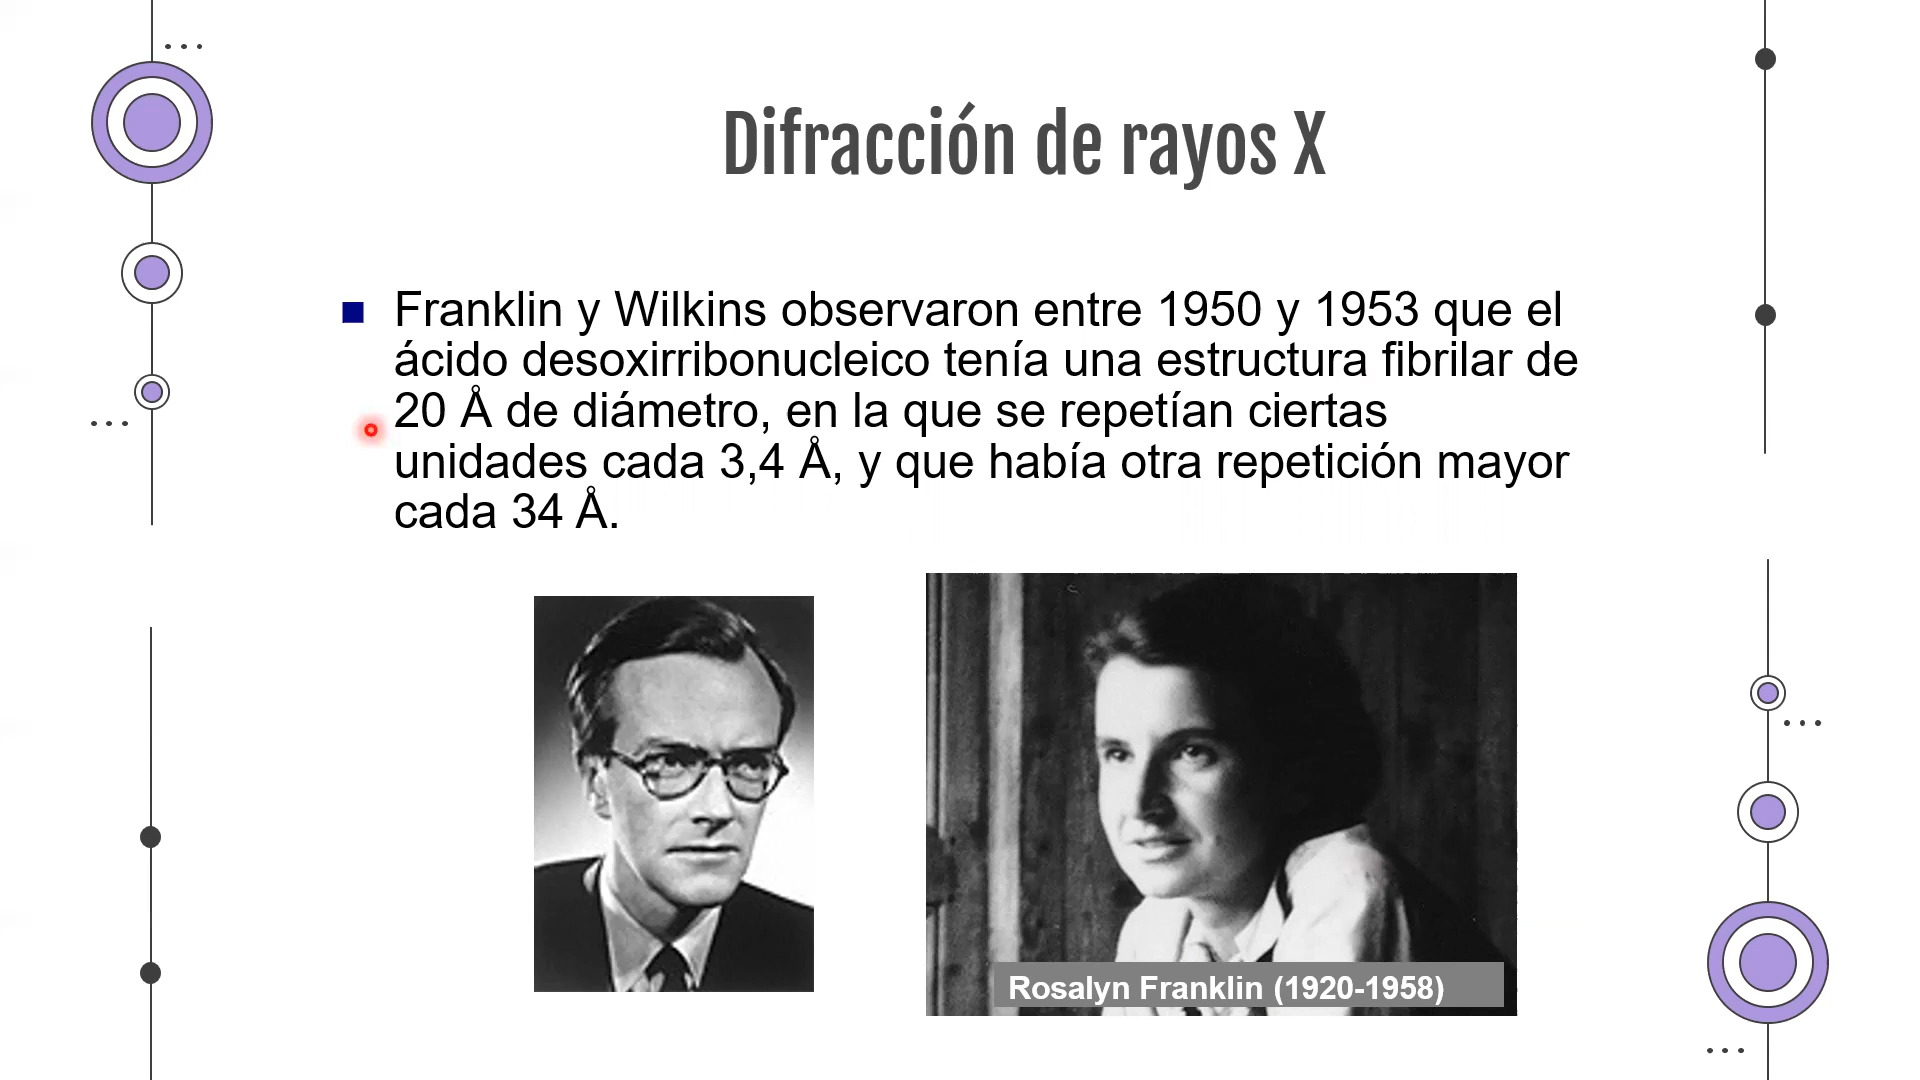 Difracción de rayos X
Franklin y Wilkins observaron entre 1950 y 1953 que el
ácido desoxirribonucleico tenía una estructura fibrilar de
20 Å de diámetro, en la que se repetían ciertas
unidades cada 3,4 Å, y que había otra repetición mayor
cada 34 Å.
Rosalyn Franklin (1920-1958)